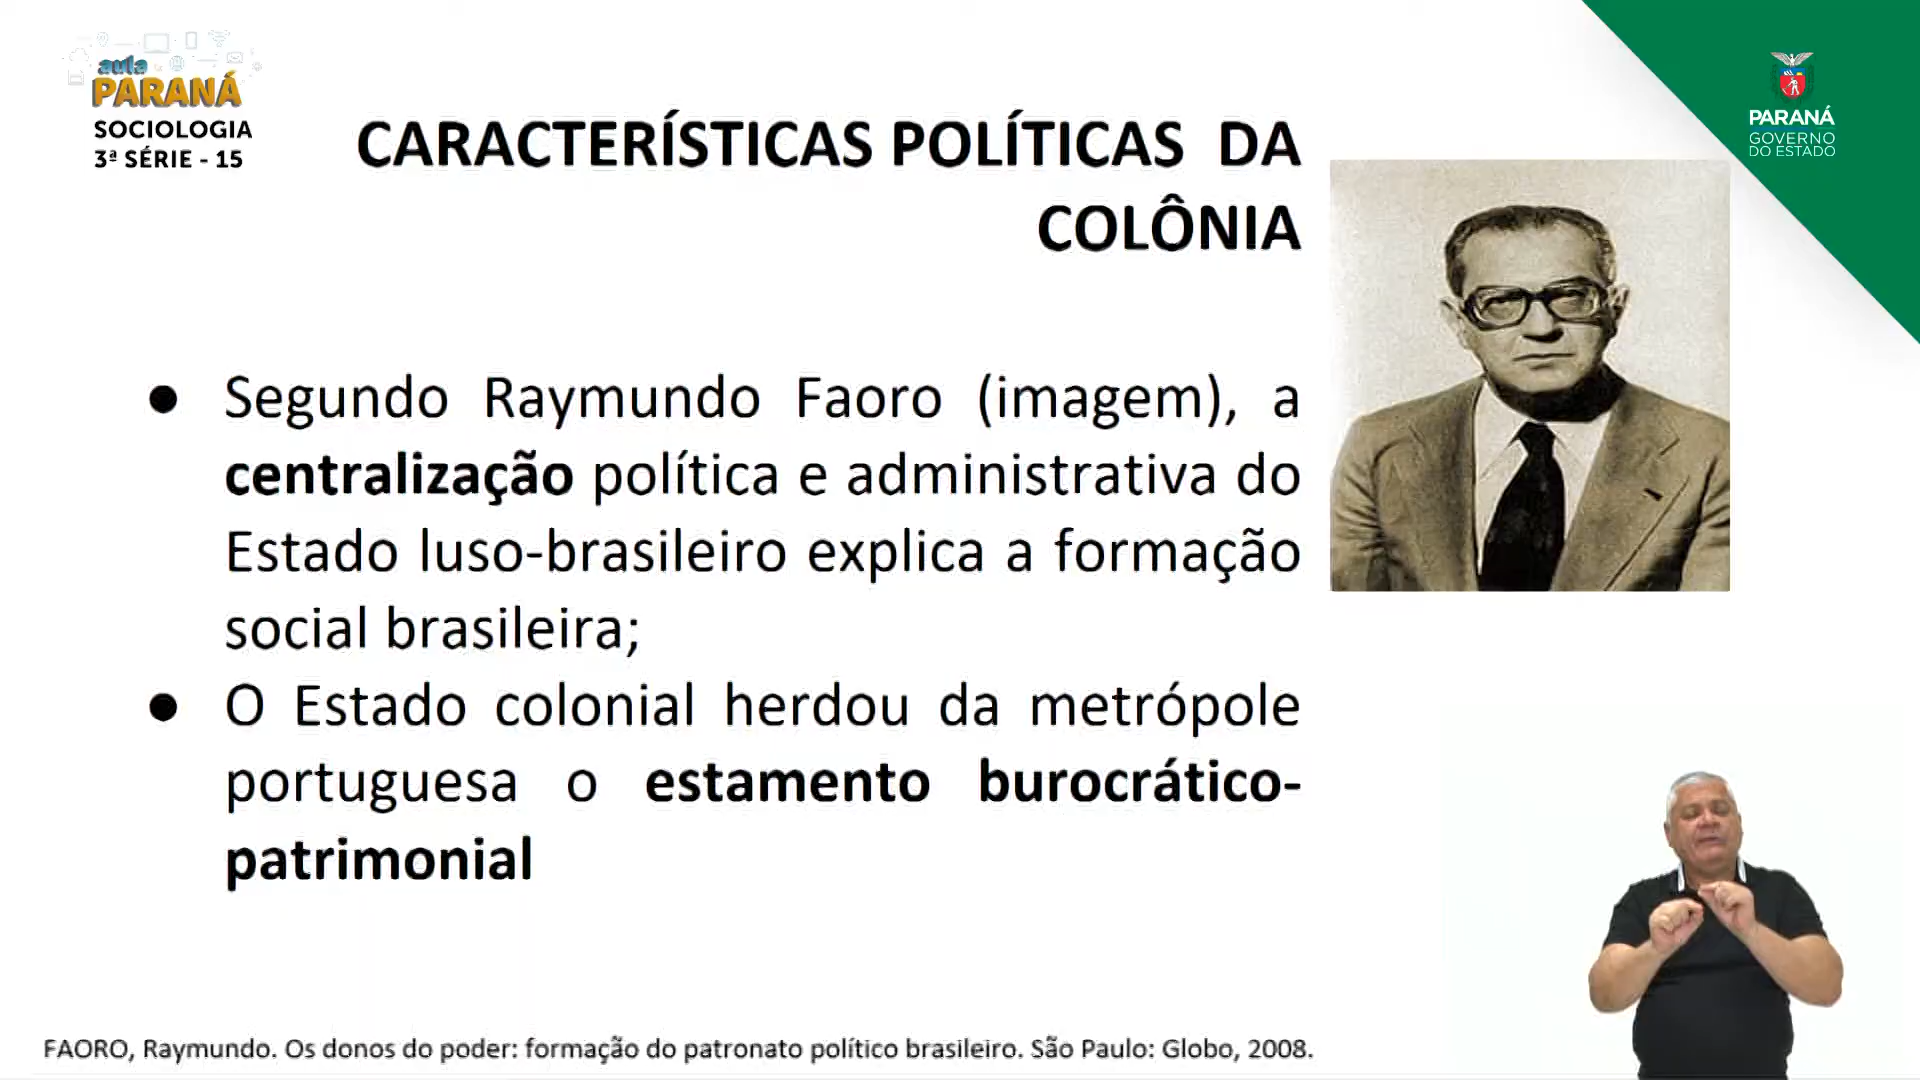 aula
PARANÁ
SOCIOLOGIA
3ª SÉRIE - 15
CARACTERÍSTICAS POLÍTICAS DA
COLÔNIA
PARANÁ
GOVERNO
DO ESTADO
● Segundo Raymundo Faoro (imagem), a
centralização política e administrativa do
Estado luso-brasileiro explica a formação
social brasileira;
● O Estado colonial herdou da metrópole
portuguesa o estamento burocrático-
patrimonial
FAORO, Raymundo. Os donos do poder: formação do patronato político brasileiro. São Paulo: Globo, 2008.